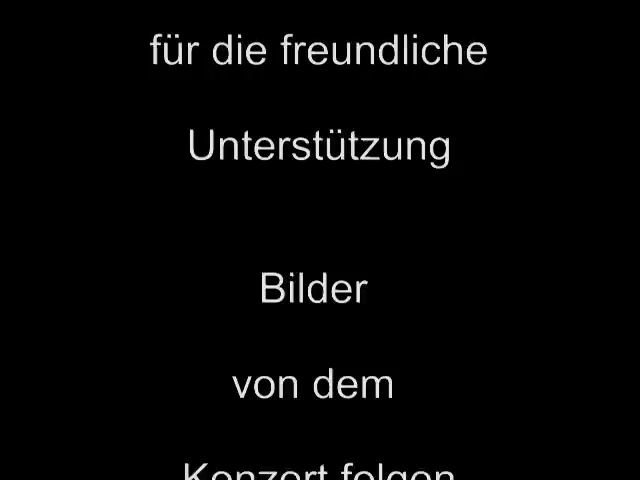 für die freundliche
Unterstützung
Bilder
von dem
Konzert folgen